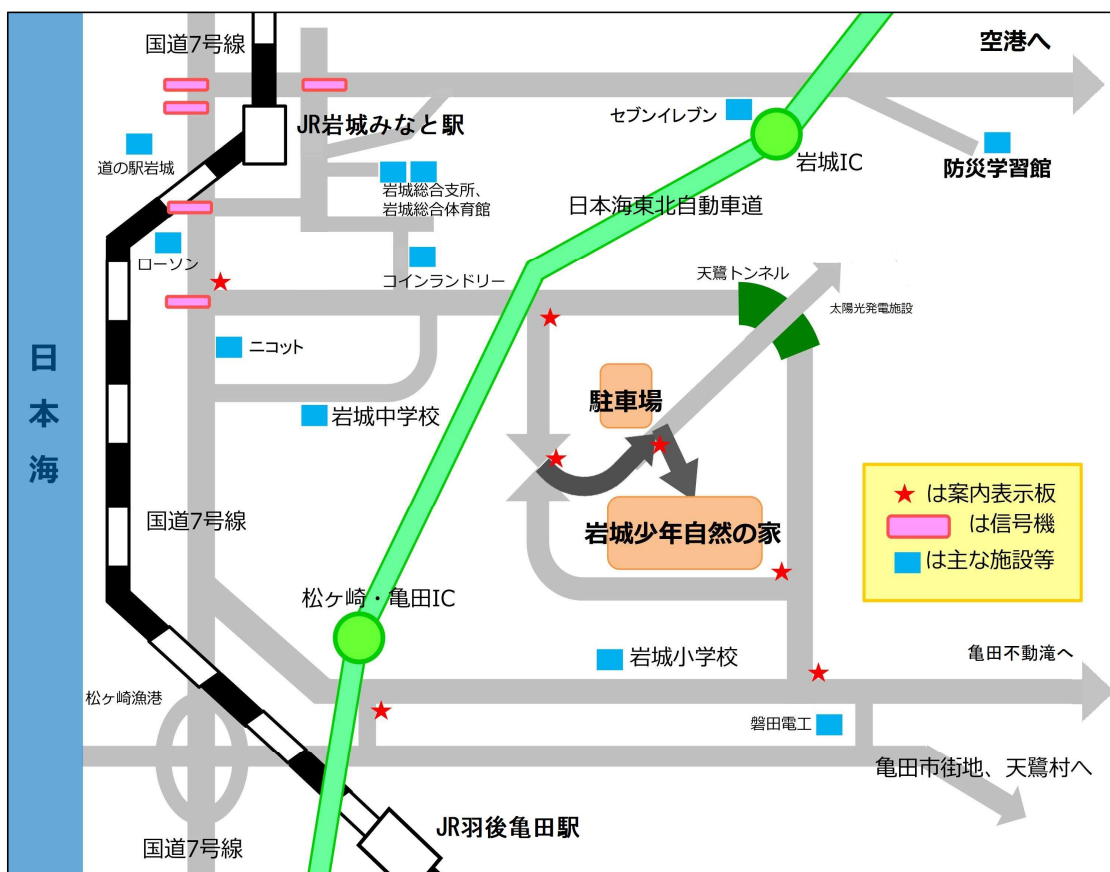 国道7号線
空港へ
JR岩城みなと駅
セブンイレブン
道の駅岩城
岩城IC
防災学習館
岩城総合支所、
岩城総合体育館
日本海東北自動車道
ローソン
コインランドリー
天鷺トンネル
太陽光発電施設
ニコット
日本海
駐車場
岩城中学校
国道7号線
岩城少年自然の家
★は案内表示板
は信号機
は主な施設等
松ヶ崎・亀田IC
岩城小学校
亀田不動滝へ
松ヶ崎漁港
磐田電工
亀田市街地、天鷺村へ
JR羽後亀田駅
国道7号線